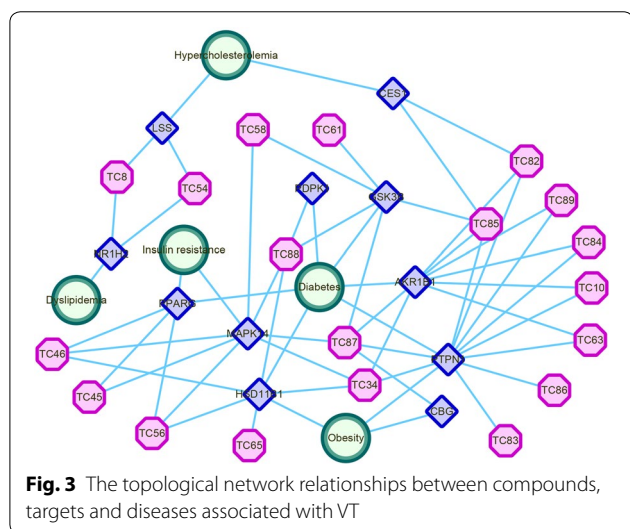 Hypercholesterolemia
CES1
LSS
TC58
TC61
TC82
TC8
TC54
PDPK1
GSK3B
TC89
TC85
TC84
NR1H2
Insulin resistance
TC88
Diabetes
AKR1B1
TC10
Dyslipidemia
PPARG
MAPK14
TC87
TC63
TC46
PTPN1
TC34
TC86
TC45
HSD11B1
CBG
TC56
TC65
Obesity
TC83
Fig. 3 The topological network relationships between compounds,
targets and diseases associated with VT